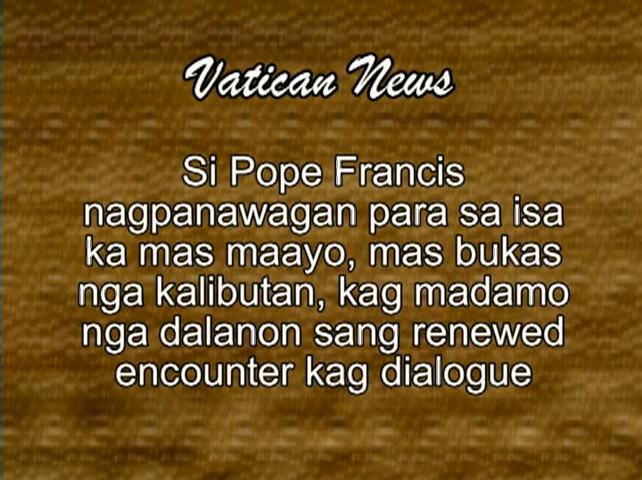 Vatican News
Si Pope Francis
nagpanawagan para sa isa
ka mas maayo, mas bukas
nga kalibutan, kag madamo
nga dalanon sang renewed
encounter kag dialogue